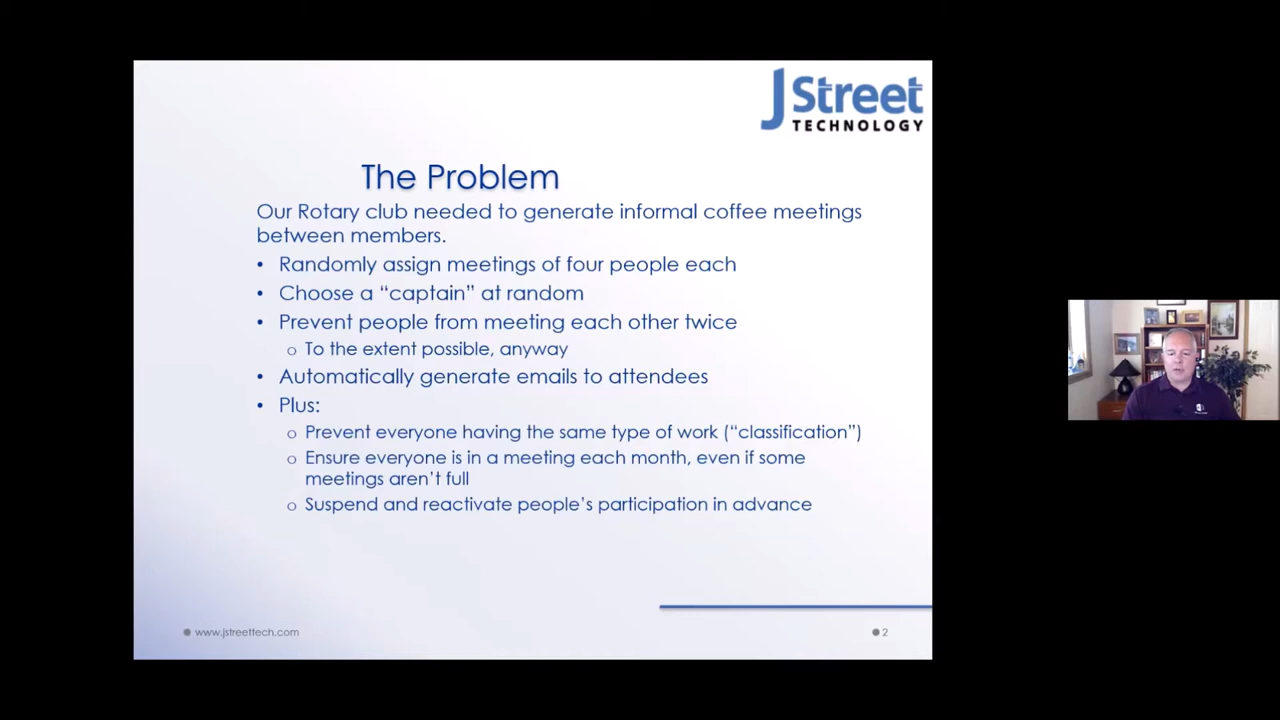 J Street
TECHNOLOGY
The Problem
Our Rotary club needed to generate informal coffee meetings
between members.
• Randomly assign meetings of four people each
• Choose a “captain” at random
• Prevent people from meeting each other twice
o To the extent possible, anyway
• Automatically generate emails to attendees
• Plus:
o Prevent everyone having the same type of work (“classification”)
o Ensure everyone is in a meeting each month, even if some
meetings aren’t full
o Suspend and reactivate people’s participation in advance
www.jstreettech.com
2